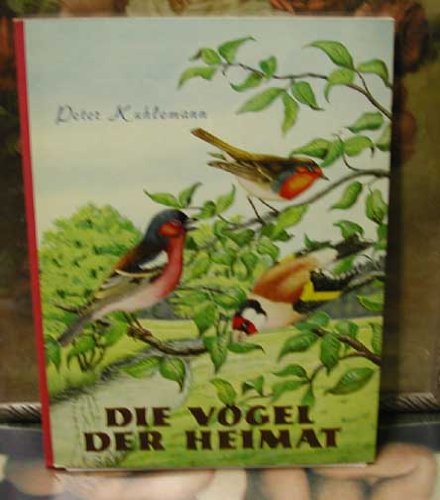 Peter Kuhlemann
DIE VÖGEL
DER HEIMAT